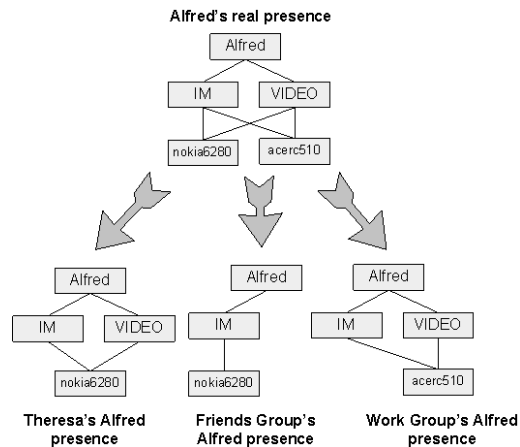 Alfred's real presence
Alfred
IM VIDEO
nokia6280 acerc510
Alfred
IM VIDEO
nokia6280
Theresa's Alfred
presence
Alfred
IM
nokia6280
Friends Group's
Alfred presence
Alfred
IM VIDEO
acerc510
Work Group's Alfred
presence